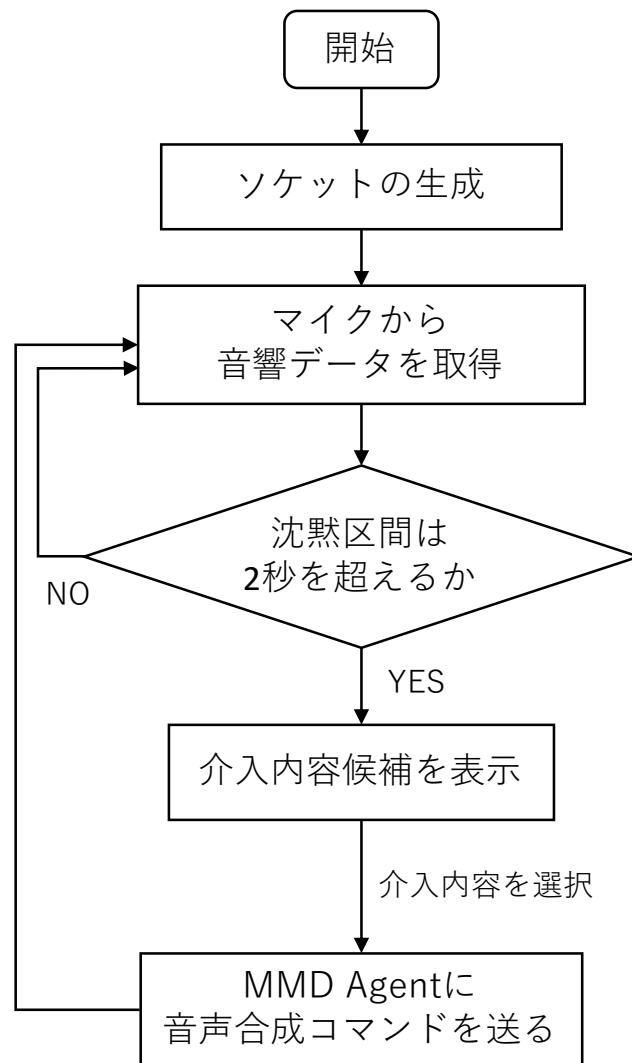 開始
ソケットの生成
マイクから
音響データを取得
沈黙区間は
2秒を超えるか
NO
YES
介入内容候補を表示
介入内容を選択
MMD Agentに
音声合成コマンドを送る